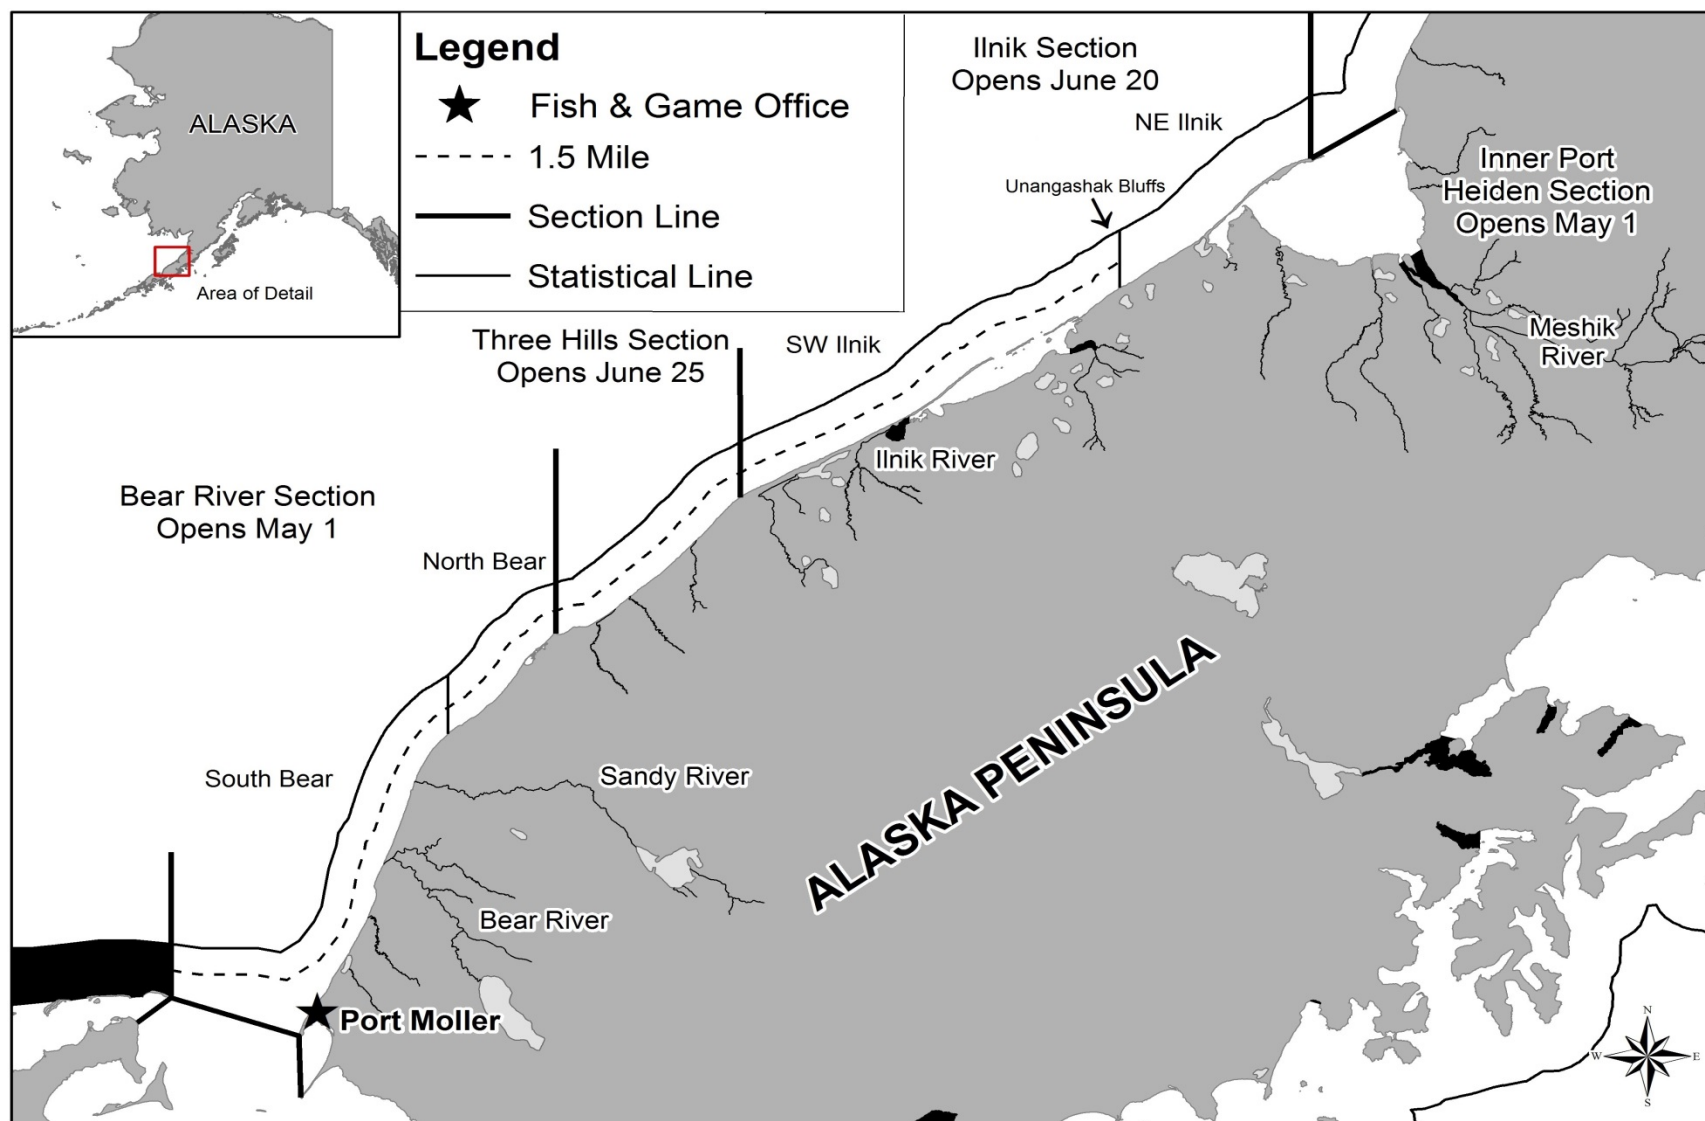 ALASKA
Area of Detail
Legend
Fish & Game Office
1.5 Mile
Section Line
Statistical Line
Ilnik Section
Opens June 20
NE Ilnik
Unangashak Bluffs
Inner Port
Heiden Section
Opens May 1
Meshik
River
Three Hills Section
Opens June 25
SW Ilnik
Ilnik River
Bear River Section
Opens May 1
North Bear
South Bear
Sandy River
Bear River
ALASKA PENINSULA
Port Moller
N
W
E
S